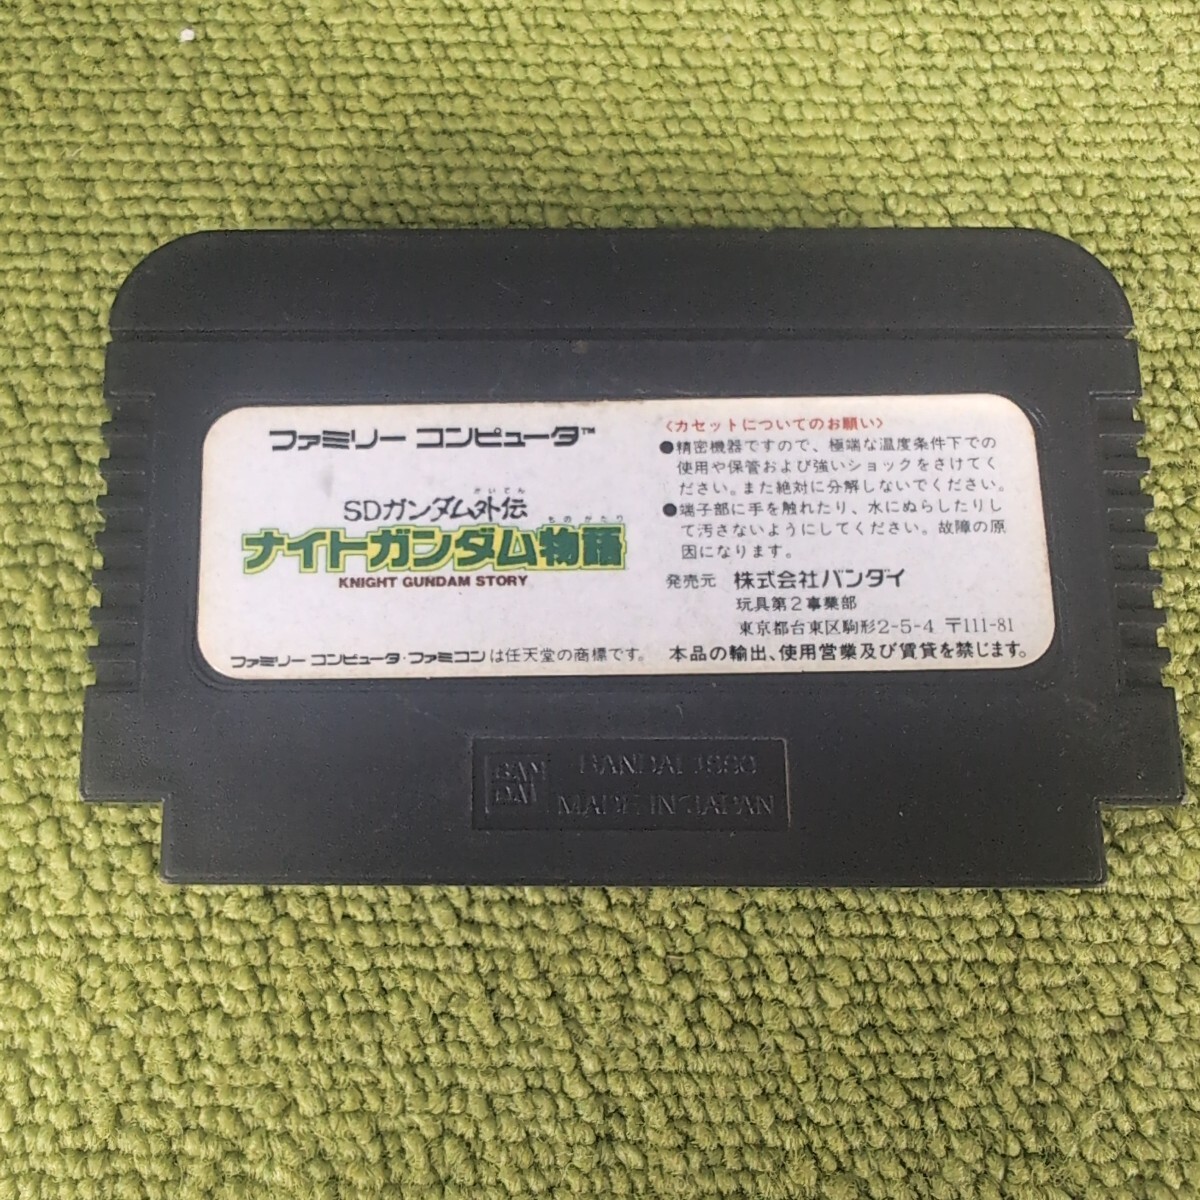 ファミリー コンピュータ™
SDガンダム外伝
がいでん
ナイトガンダム物語
ものがたり
KNIGHT GUNDAM STORY
ファミリー コンピュータ・ファミコンは任天堂の商標です。
〈カセットについてのお願い〉
●精密機器ですので、極端な温度条件下での
使用や保管および強いショックをさけてく
ださい。また絶対に分解しないでください。
●端子部に手を触れたり、水にぬらしたりし
て汚さないようにしてください。故障の原
因になります。
発売元 株式会社バンダイ
玩具第2事業部
東京都台東区駒形2-5-4 〒111-81
本品の輸出、使用営業及び賃貸を禁じます。
BAN
DAI
BANDAI 1990
MADE IN JAPAN